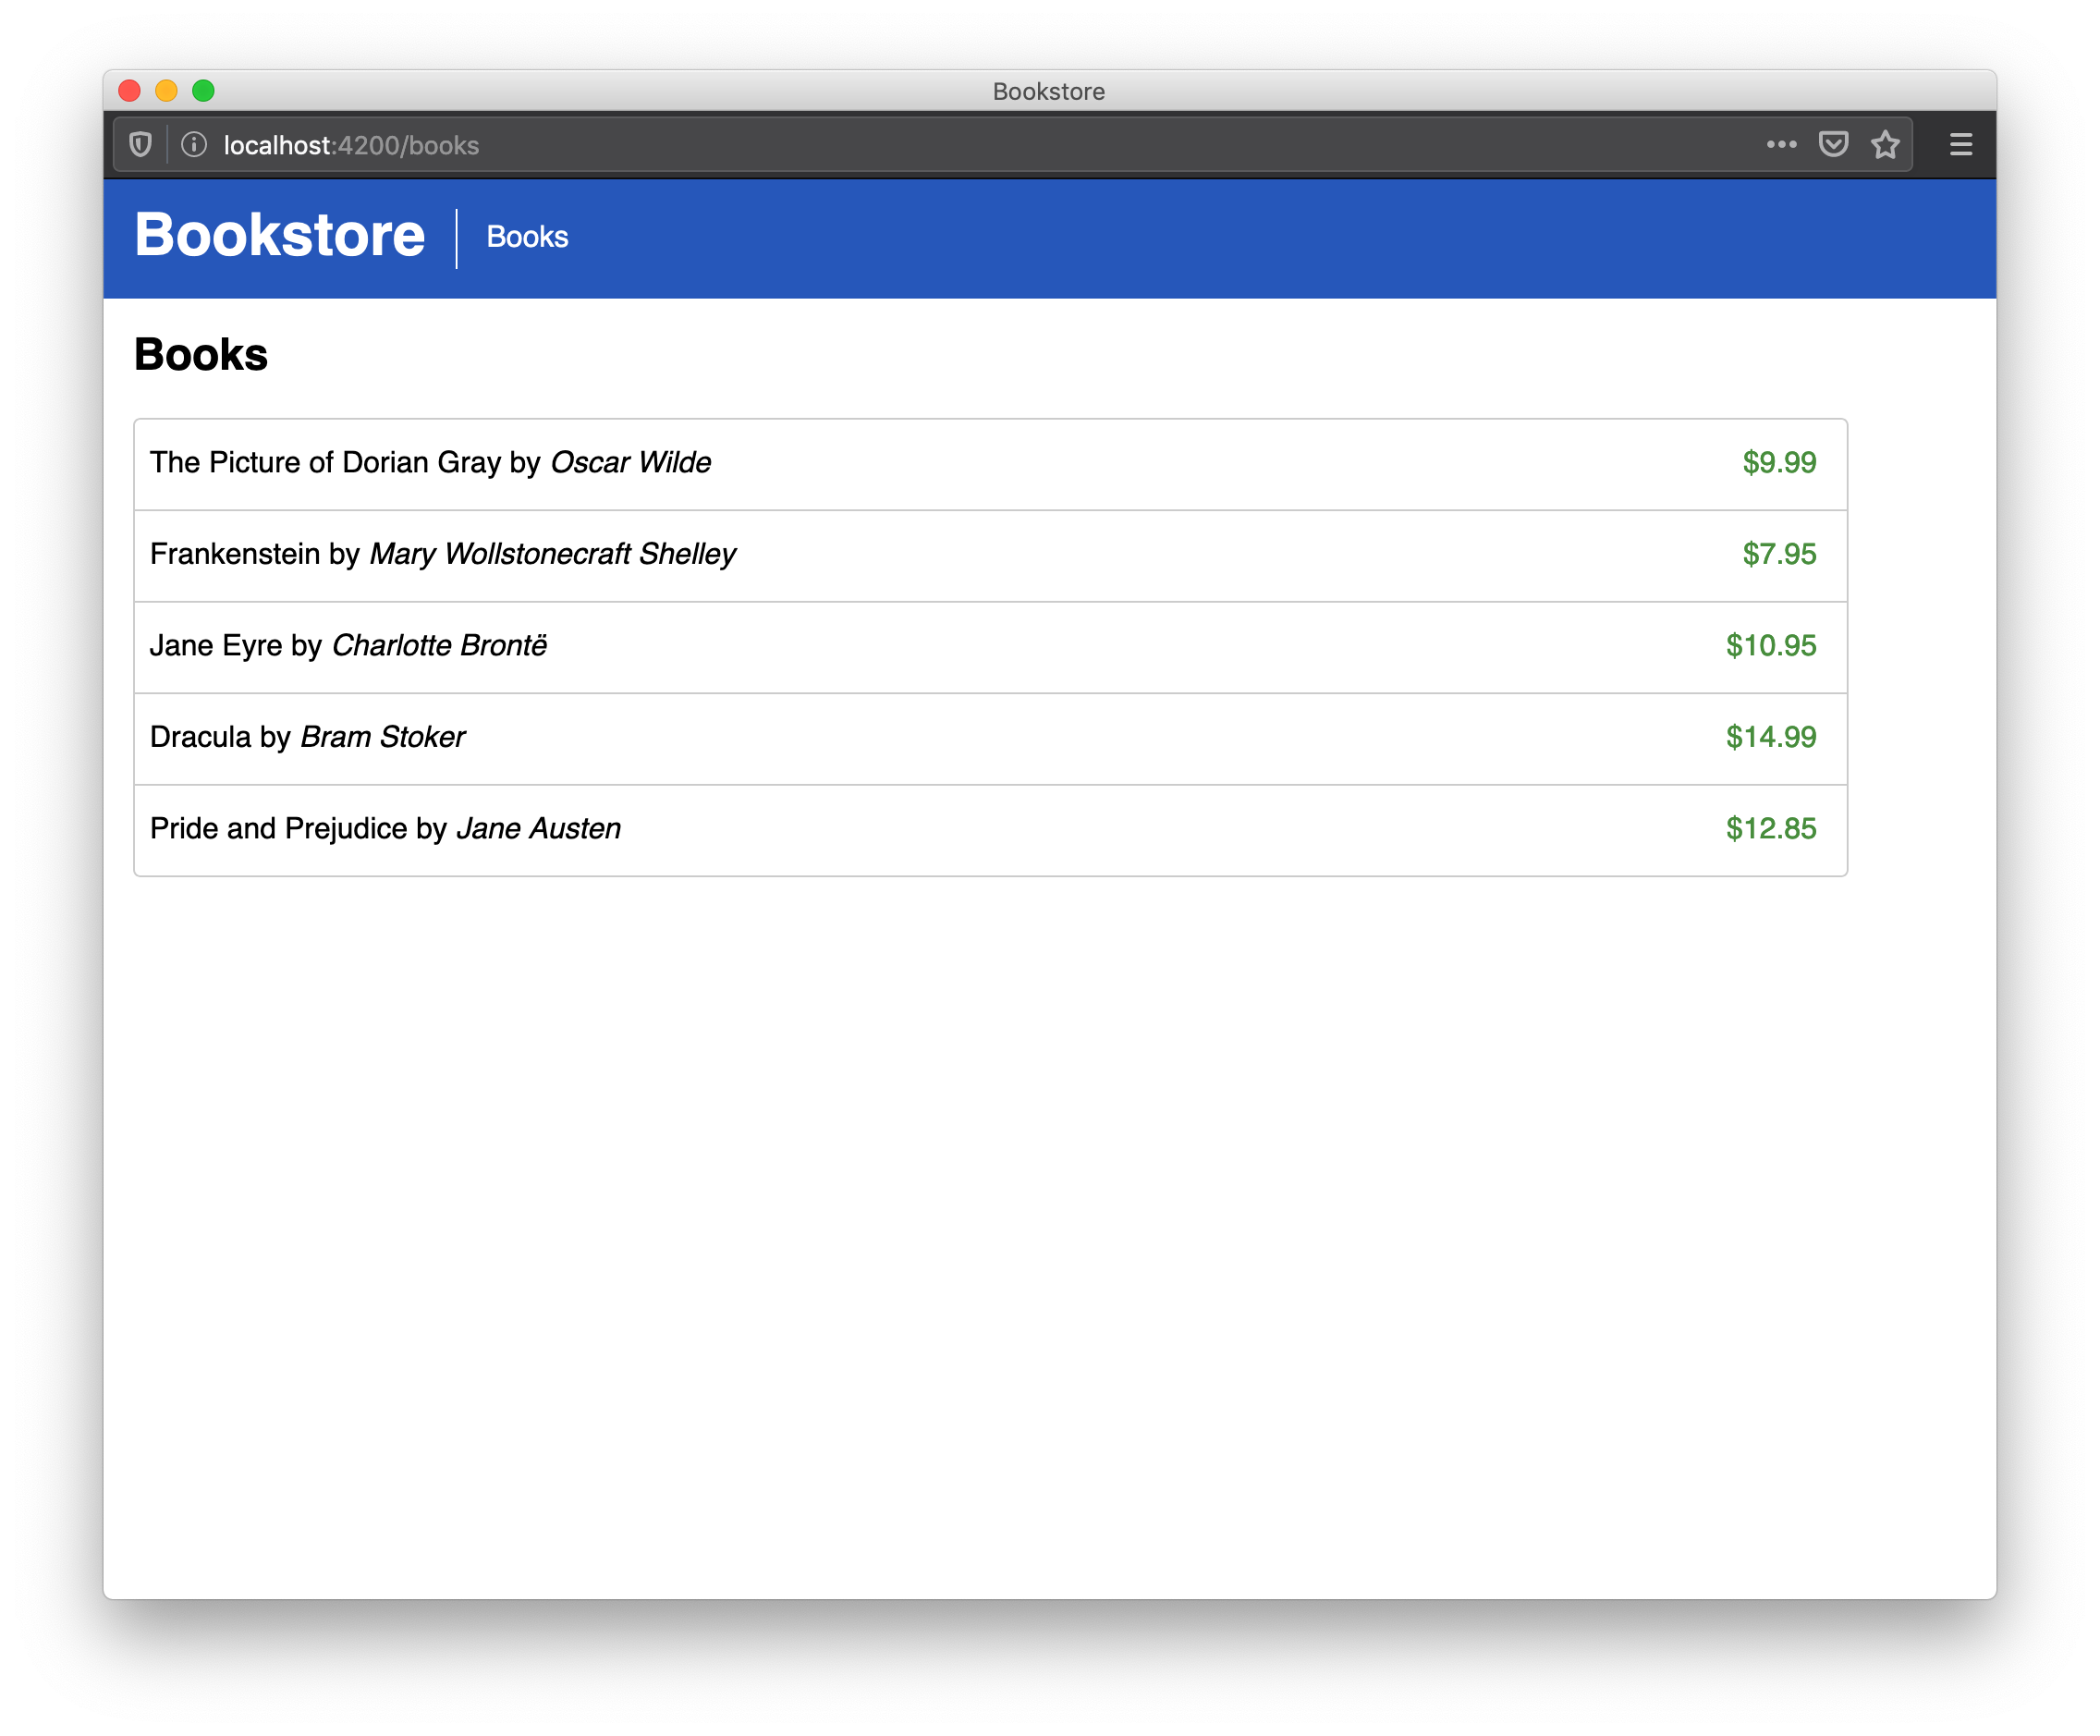 Bookstore
localhost:4200/books
Bookstore Books
Books
The Picture of Dorian Gray by Oscar Wilde $9.99
Frankenstein by Mary Wollstonecraft Shelley $7.95
Jane Eyre by Charlotte Brontë $10.95
Dracula by Bram Stoker $14.99
Pride and Prejudice by Jane Austen $12.85